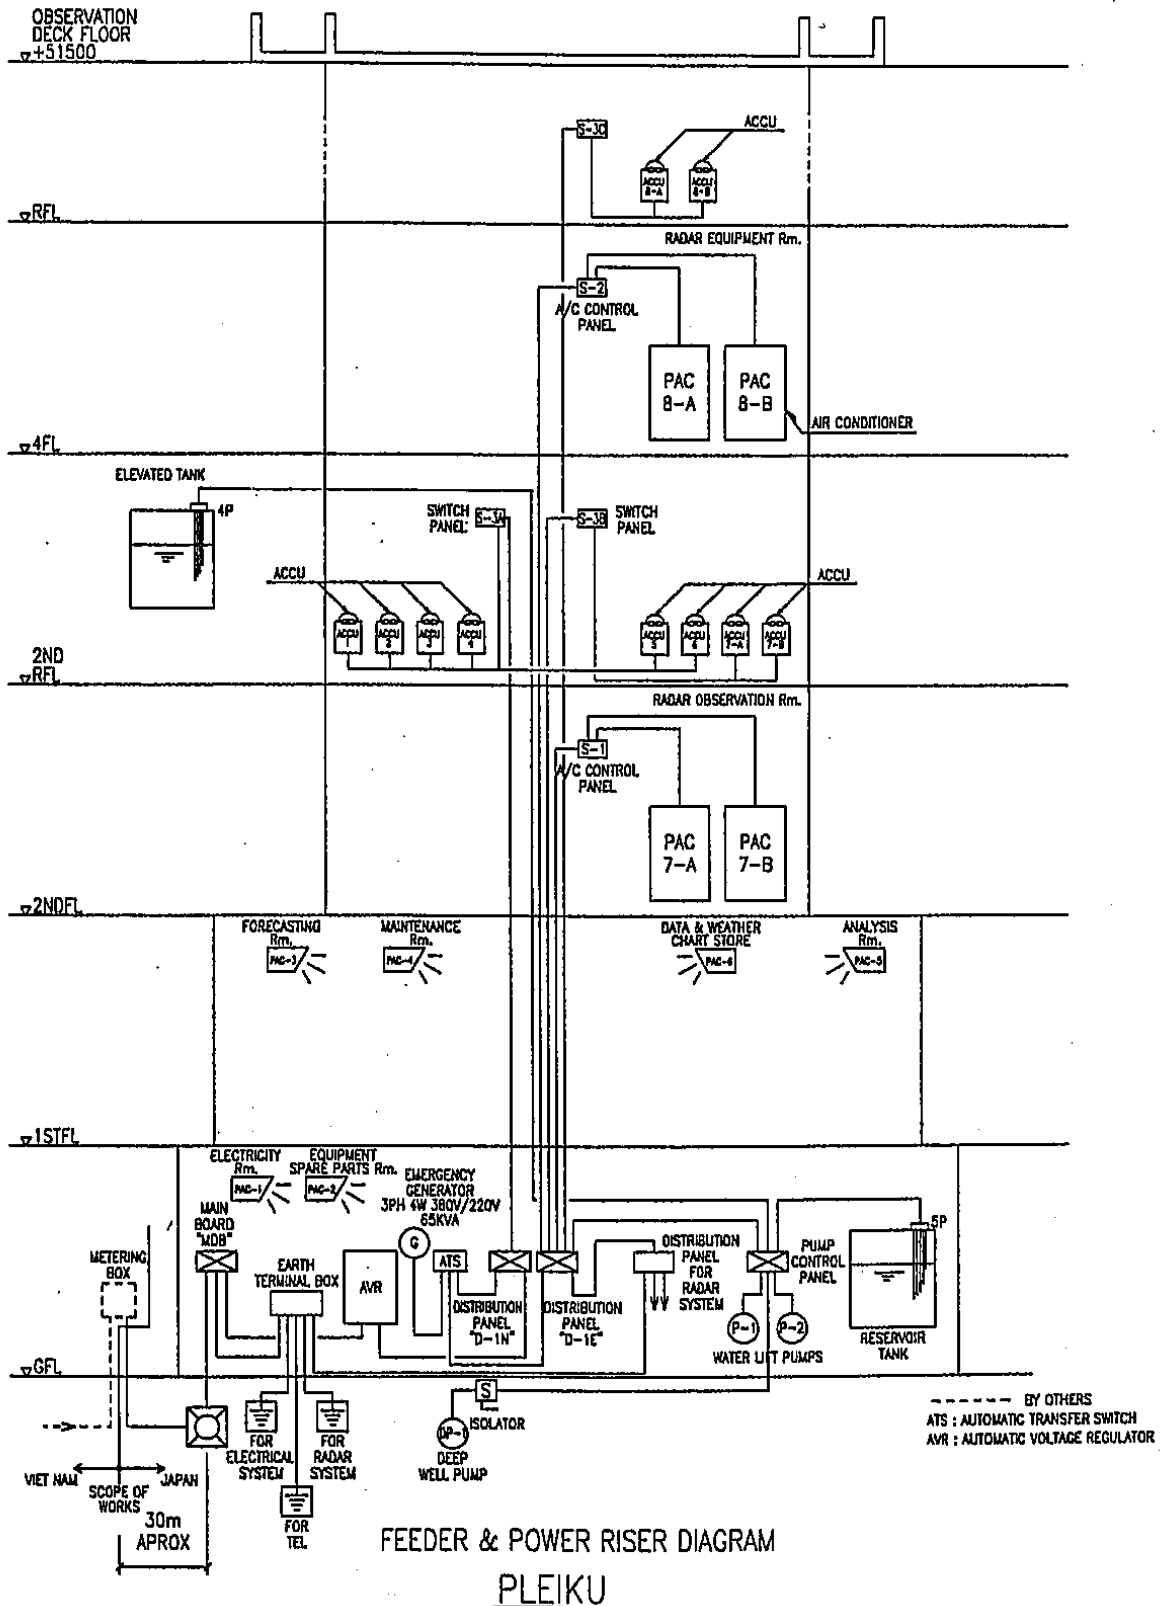 OBSERVATION
DECK FLOOR
+51500
S-3C
ACCU
ACCU
8-A
ACCU
8-B
RFL
RADAR EQUIPMENT Rm.
S-2
A/C CONTROL
PANEL
PAC
8-A
PAC
8-B
AIR CONDITIONER
4FL
ELEVATED TANK
4P
SWITCH
PANEL
S-3A
S-3B
SWITCH
PANEL
ACCU
ACCU
ACCU
1
ACCU
2
ACCU
3
ACCU
4
ACCU
5
ACCU
6
ACCU
7-A
ACCU
7-B
2ND
RFL
RADAR OBSERVATION Rm.
S-1
A/C CONTROL
PANEL
PAC
7-A
PAC
7-B
2NDFL
FORECASTING
Rm.
PAC-3
MAINTENANCE
Rm.
PAC-4
DATA & WEATHER
CHART STORE
PAC-6
ANALYSIS
Rm.
PAC-5
1STFL
ELECTRICITY
Rm.
PAC-1
EQUIPMENT
SPARE PARTS Rm.
PAC-2
EMERGENCY
GENERATOR
3PH 4W 380V/220V
65KVA
G
MAIN
BOARD
"MDB"
METERING
BOX
EARTH
TERMINAL BOX
AVR
ATS
DISTRIBUTION
PANEL
"D-1N"
DISTRIBUTION
PANEL
"D-1E"
DISTRIBUTION
PANEL
FOR
RADAR
SYSTEM
PUMP
CONTROL
PANEL
5P
P-1
P-2
WATER LIFT PUMPS
RESERVOIR
TANK
GFL
S
ISOLATOR
DP-1
DEEP
WELL PUMP
FOR
ELECTRICAL
SYSTEM
FOR
RADAR
SYSTEM
FOR
TEL
VIET NAM
JAPAN
SCOPE OF
WORKS
30m
APROX
BY OTHERS
ATS : AUTOMATIC TRANSFER SWITCH
AVR : AUTOMATIC VOLTAGE REGULATOR
FEEDER & POWER RISER DIAGRAM
PLEIKU